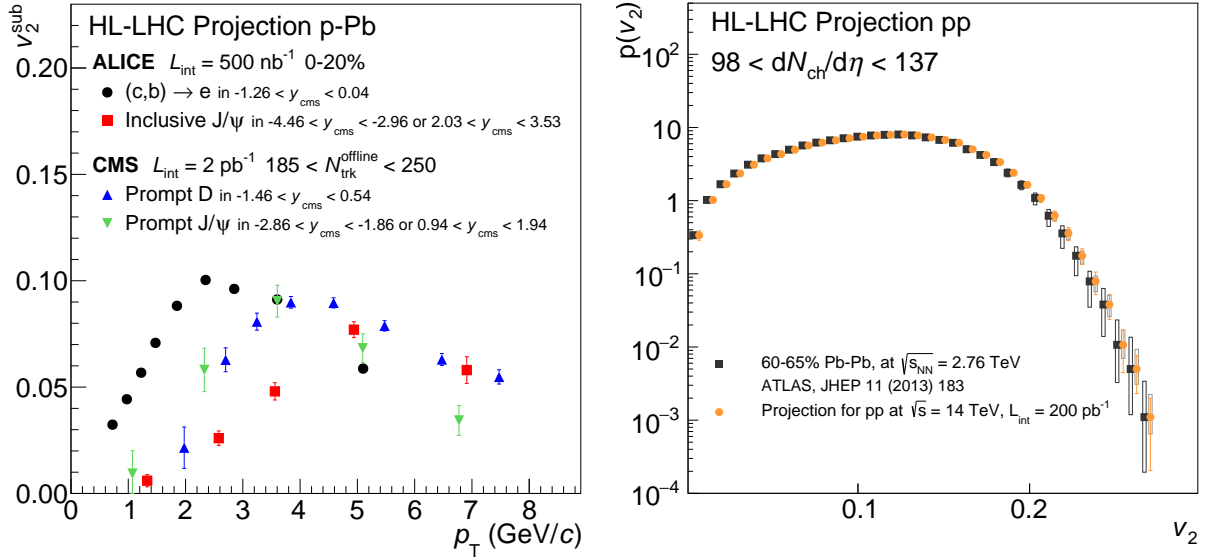 HL-LHC Projection p-Pb
ALICE L_int = 500 nb⁻¹ 0-20%
(c,b) → e in -1.26 < y_cms < 0.04
Inclusive J/ψ in -4.46 < y_cms < -2.96 or 2.03 < y_cms < 3.53
CMS L_int = 2 pb⁻¹ 185 < N_trk^offline < 250
Prompt D in -1.46 < y_cms < 0.54
Prompt J/ψ in -2.86 < y_cms < -1.86 or 0.94 < y_cms < 1.94
v_2^sub
0.20
0.15
0.10
0.05
0.00
0 1 2 3 4 5 6 7 8
p_T (GeV/c)
HL-LHC Projection pp
98 < dN_ch/dη < 137
p(v_2)
10²
10
1
10⁻¹
10⁻²
10⁻³
10⁻⁴
60-65% Pb-Pb, at √s_NN = 2.76 TeV
ATLAS, JHEP 11 (2013) 183
Projection for pp at √s = 14 TeV, L_int = 200 pb⁻¹
0.1 0.2
v_2